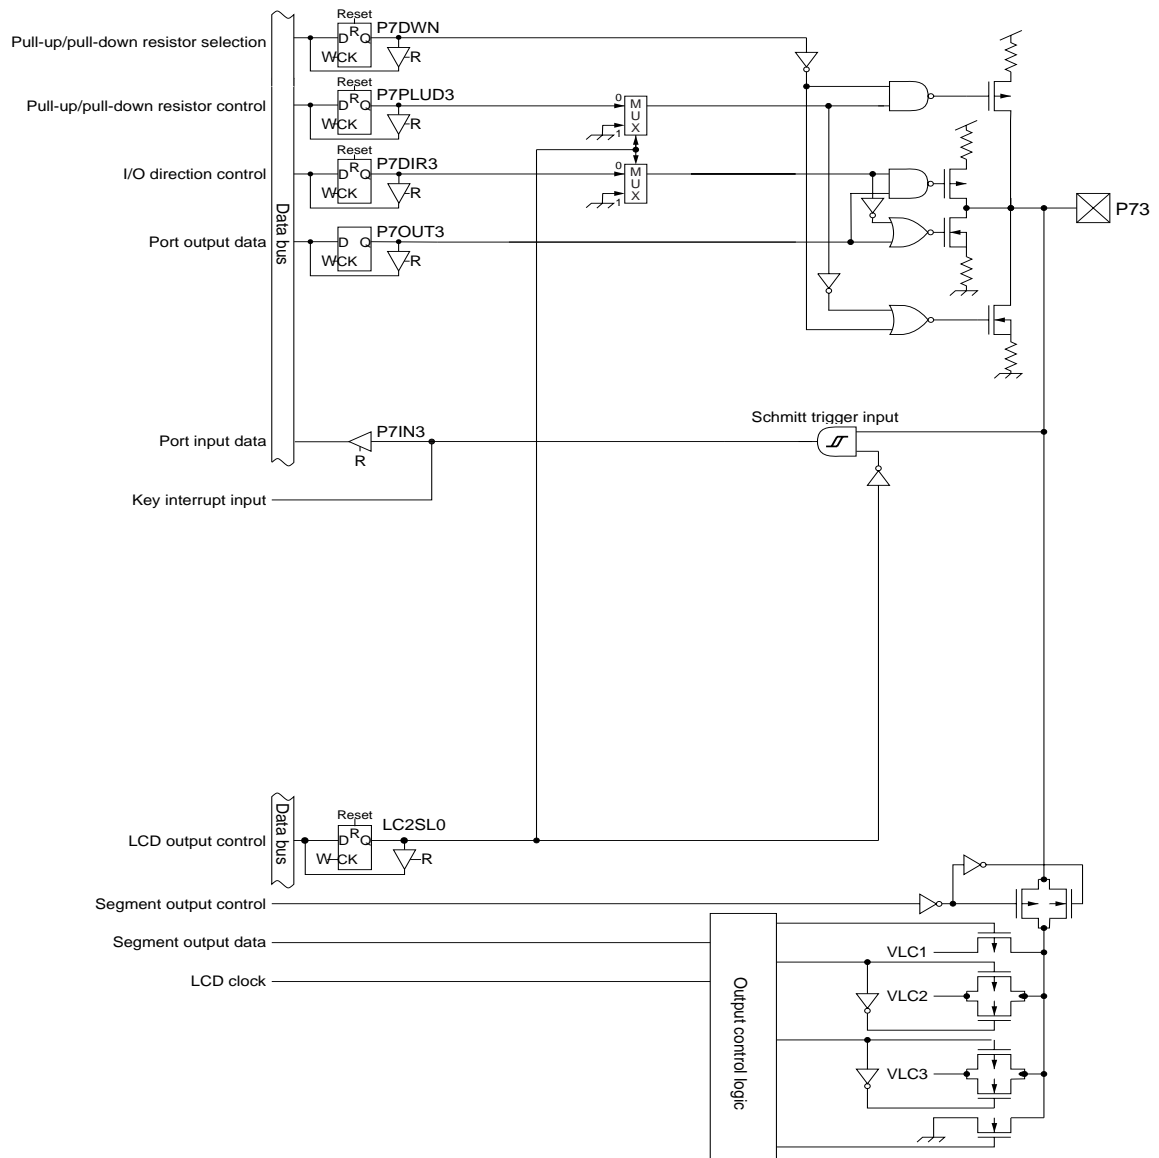 Reset
Pull-up/pull-down resistor selection
D R Q
P7DWN
WCK
R
Reset
Pull-up/pull-down resistor control
D R Q
P7PLUD3
WCK
R
0
MUX
1
Reset
I/O direction control
D R Q
P7DIR3
WCK
R
0
MUX
1
Data bus
P73
Port output data
D Q
P7OUT3
WCK
R
Schmitt trigger input
Port input data
P7IN3
R
Key interrupt input
Data bus
Reset
LCD output control
D R Q
LC2SL0
WCK
R
Segment output control
Segment output data
VLC1
LCD clock
Output control logic
VLC2
VLC3